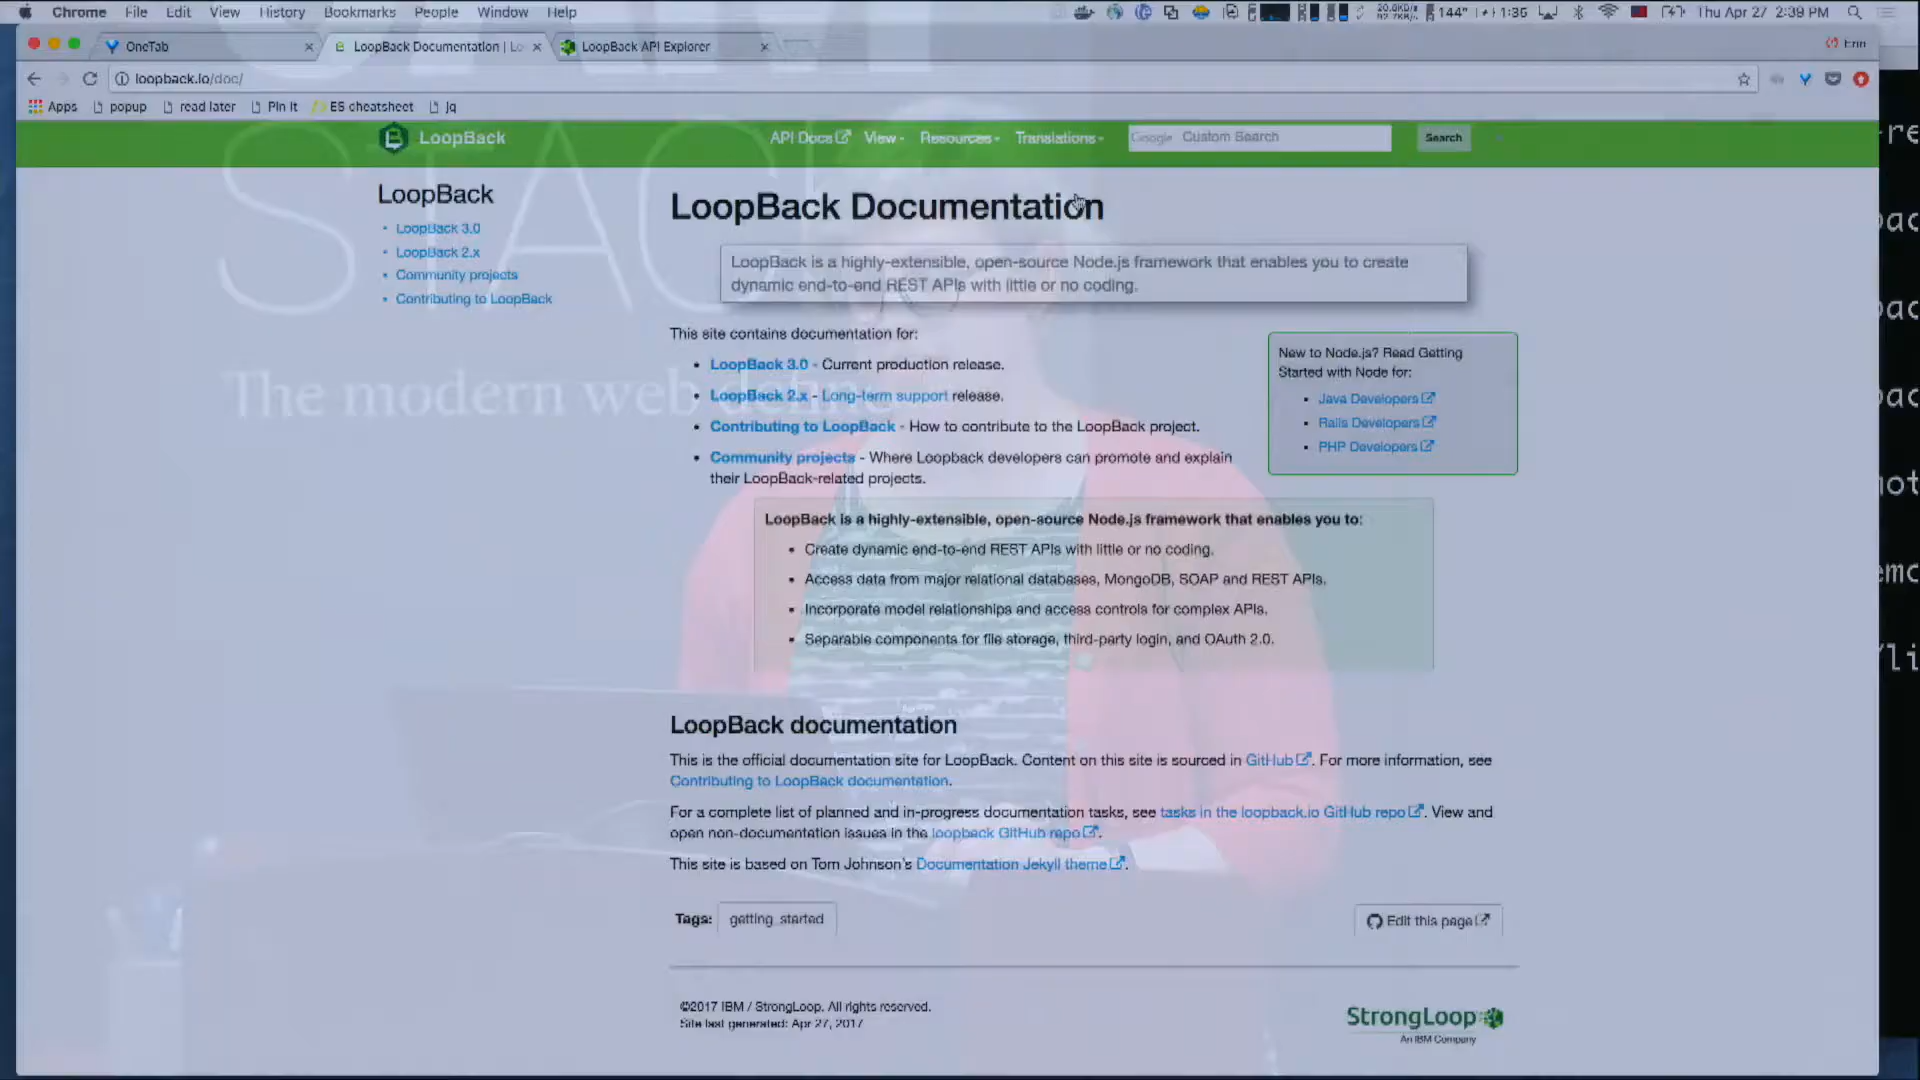 Chrome File Edit View History Bookmarks People Window Help
144° 1:36 Thu Apr 27 2:39 PM
OneTab
LoopBack Documentation | Lo
LoopBack API Explorer
Erin
loopback.io/doc/
Apps popup read later Pin It ES cheatsheet jq
LoopBack
API Docs View Resources Translations Google Custom Search Search
STAC
The modern web define
LoopBack
LoopBack 3.0
LoopBack 2.x
Community projects
Contributing to LoopBack
LoopBack Documentation
LoopBack is a highly-extensible, open-source Node.js framework that enables you to create
dynamic end-to-end REST APIs with little or no coding.
This site contains documentation for:
LoopBack 3.0 - Current production release.
LoopBack 2.x - Long-term support release.
Contributing to LoopBack - How to contribute to the LoopBack project.
Community projects - Where Loopback developers can promote and explain
their LoopBack-related projects.
New to Node.js? Read Getting
Started with Node for:
Java Developers
Rails Developers
PHP Developers
LoopBack is a highly-extensible, open-source Node.js framework that enables you to:
Create dynamic end-to-end REST APIs with little or no coding.
Access data from major relational databases, MongoDB, SOAP and REST APIs.
Incorporate model relationships and access controls for complex APIs.
Separable components for file storage, third-party login, and OAuth 2.0.
LoopBack documentation
This is the official documentation site for LoopBack. Content on this site is sourced in GitHub. For more information, see
Contributing to LoopBack documentation.
For a complete list of planned and in-progress documentation tasks, see tasks in the loopback.io GitHub repo. View and
open non-documentation issues in the loopback GitHub repo.
This site is based on Tom Johnson's Documentation Jekyll theme.
Tags: getting_started
Edit this page
©2017 IBM / StrongLoop. All rights reserved.
Site last generated: Apr 27, 2017
StrongLoop
An IBM Company